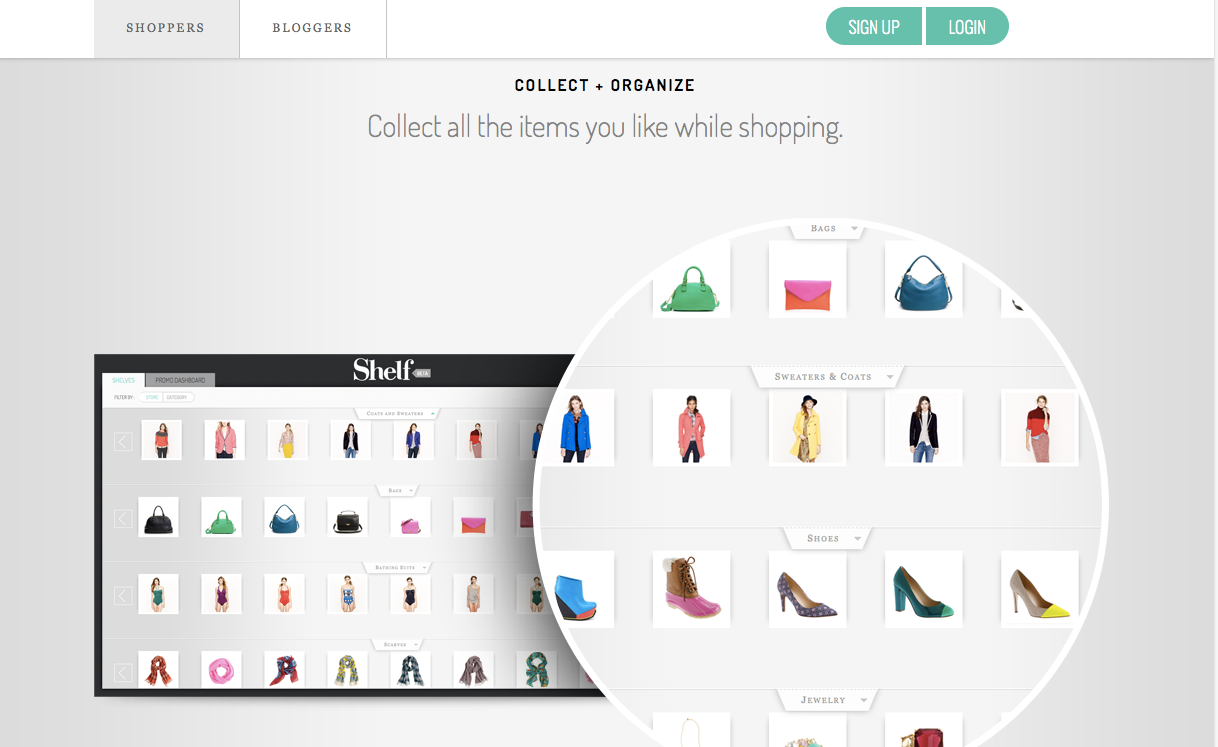 SHOPPERS
BLOGGERS
SIGN UP
LOGIN
COLLECT + ORGANIZE
Collect all the items you like while shopping.
Shelf BETA
SHELVES
PROMO DASHBOARD
FILTER BY:
STORE
CATEGORY
COATS AND SWEATERS
BAGS
BATHING SUITS
SCARVES
BAGS
SWEATERS & COATS
SHOES
JEWELRY